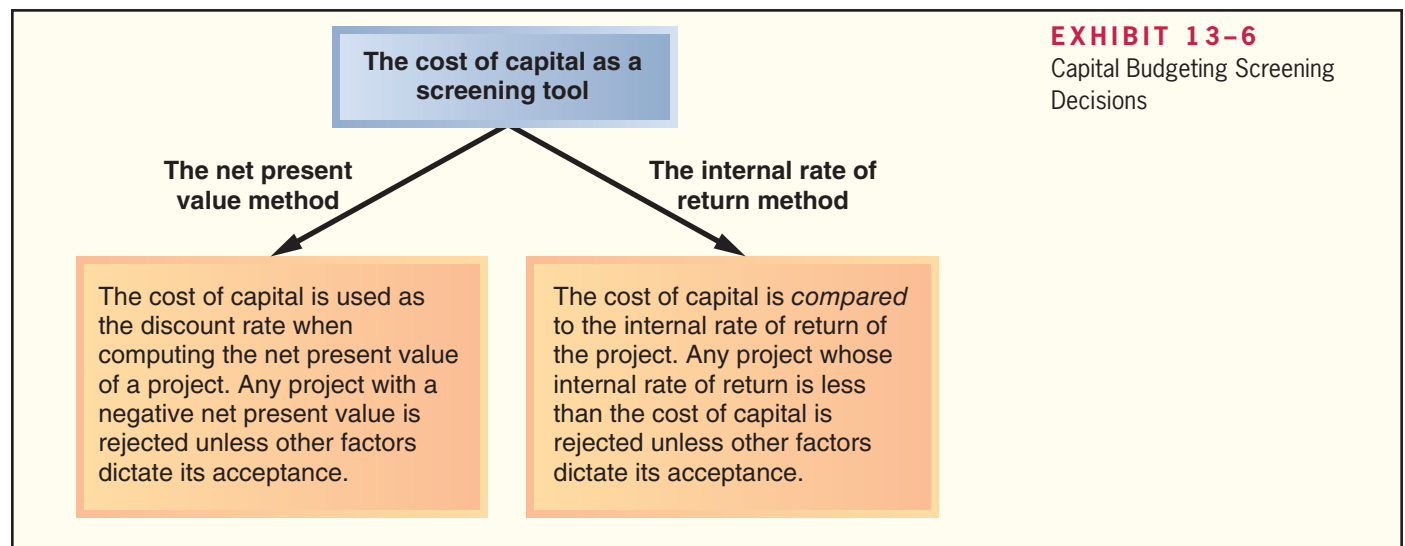 The cost of capital as a
screening tool
EXHIBIT 13–6
Capital Budgeting Screening
Decisions
The net present
value method
The internal rate of
return method
The cost of capital is used as
the discount rate when
computing the net present value
of a project. Any project with a
negative net present value is
rejected unless other factors
dictate its acceptance.
The cost of capital is compared
to the internal rate of return of
the project. Any project whose
internal rate of return is less
than the cost of capital is
rejected unless other factors
dictate its acceptance.